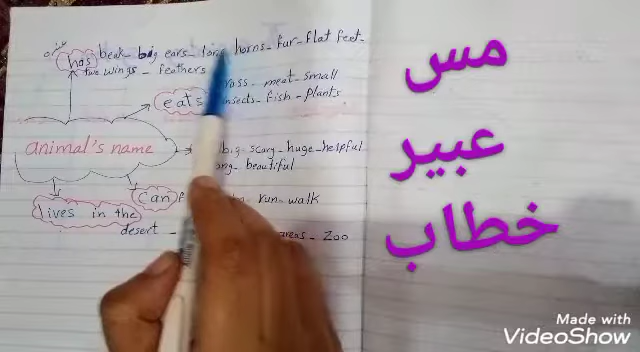 has beak - big ears - long horns - fur - flat feet -
two wings - feathers
meat - small
eats insects - fish - plants
animal's name
big - scary - huge - helpful
beautiful
can run - walk
lives in the
desert - areas - Zoo
مس
عبير
خطاب
Made with
VideoShow